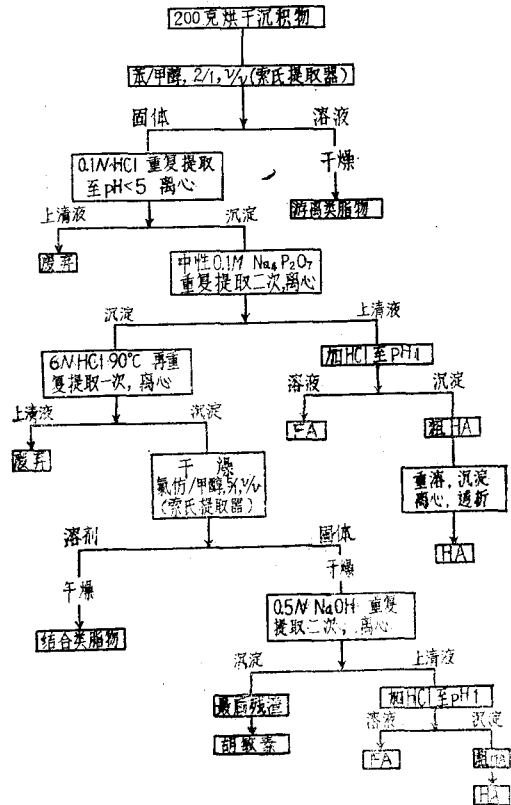 200克烘干沉积物
苯/甲醇, 2/1, v/v(索氏提取器)
固体
溶液
0.1N·HCl 重复提取
至pH<5 离心
干燥
游离类脂物
上清液
沉淀
废弃
中性0.1M Na₄P₂O₇
重复提取二次,离心
沉淀
上清液
6N·HCl 90℃ 再重
复提取一次, 离心
加HCl至pH1
溶液
沉淀
FA
粗HA
上清液
沉淀
废弃
干燥
氯仿/甲醇,5/1,v/v
(索氏提取器)
重溶,沉淀
离心,透析
HA
溶剂
固体
干燥
干燥
结合类脂物
0.5N NaOH 重复
提取二次, 离心
沉淀
上清液
最后残渣
加HCl至pH1
溶液
沉淀
胡敏素
FA
粗HA
HA